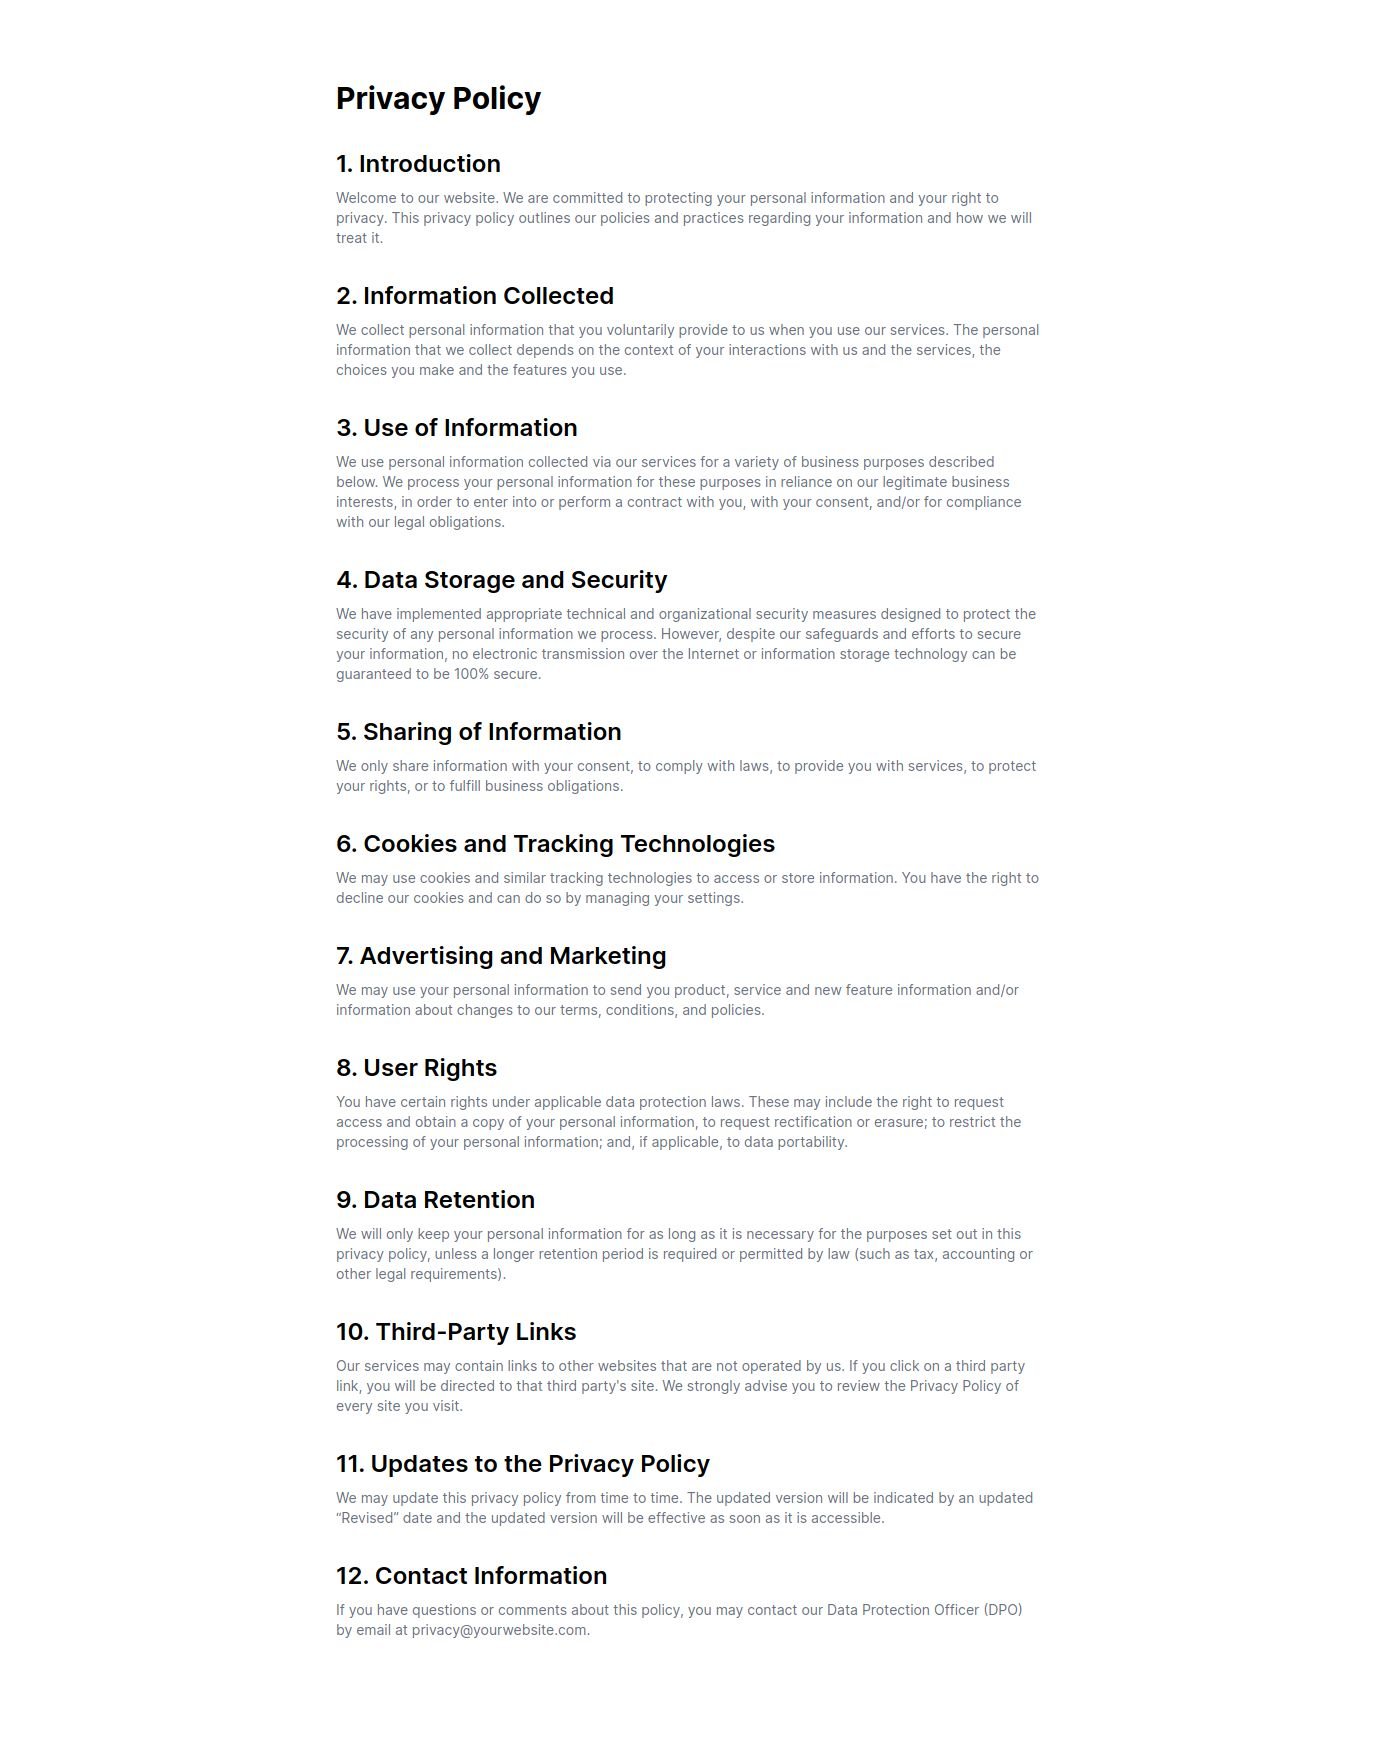 Privacy Policy
1. Introduction
Welcome to our website. We are committed to protecting your personal information and your right to
privacy. This privacy policy outlines our policies and practices regarding your information and how we will
treat it.
2. Information Collected
We collect personal information that you voluntarily provide to us when you use our services. The personal
information that we collect depends on the context of your interactions with us and the services, the
choices you make and the features you use.
3. Use of Information
We use personal information collected via our services for a variety of business purposes described
below. We process your personal information for these purposes in reliance on our legitimate business
interests, in order to enter into or perform a contract with you, with your consent, and/or for compliance
with our legal obligations.
4. Data Storage and Security
We have implemented appropriate technical and organizational security measures designed to protect the
security of any personal information we process. However, despite our safeguards and efforts to secure
your information, no electronic transmission over the Internet or information storage technology can be
guaranteed to be 100% secure.
5. Sharing of Information
We only share information with your consent, to comply with laws, to provide you with services, to protect
your rights, or to fulfill business obligations.
6. Cookies and Tracking Technologies
We may use cookies and similar tracking technologies to access or store information. You have the right to
decline our cookies and can do so by managing your settings.
7. Advertising and Marketing
We may use your personal information to send you product, service and new feature information and/or
information about changes to our terms, conditions, and policies.
8. User Rights
You have certain rights under applicable data protection laws. These may include the right to request
access and obtain a copy of your personal information, to request rectification or erasure; to restrict the
processing of your personal information; and, if applicable, to data portability.
9. Data Retention
We will only keep your personal information for as long as it is necessary for the purposes set out in this
privacy policy, unless a longer retention period is required or permitted by law (such as tax, accounting or
other legal requirements).
10. Third-Party Links
Our services may contain links to other websites that are not operated by us. If you click on a third party
link, you will be directed to that third party's site. We strongly advise you to review the Privacy Policy of
every site you visit.
11. Updates to the Privacy Policy
We may update this privacy policy from time to time. The updated version will be indicated by an updated
“Revised” date and the updated version will be effective as soon as it is accessible.
12. Contact Information
If you have questions or comments about this policy, you may contact our Data Protection Officer (DPO)
by email at privacy@yourwebsite.com.